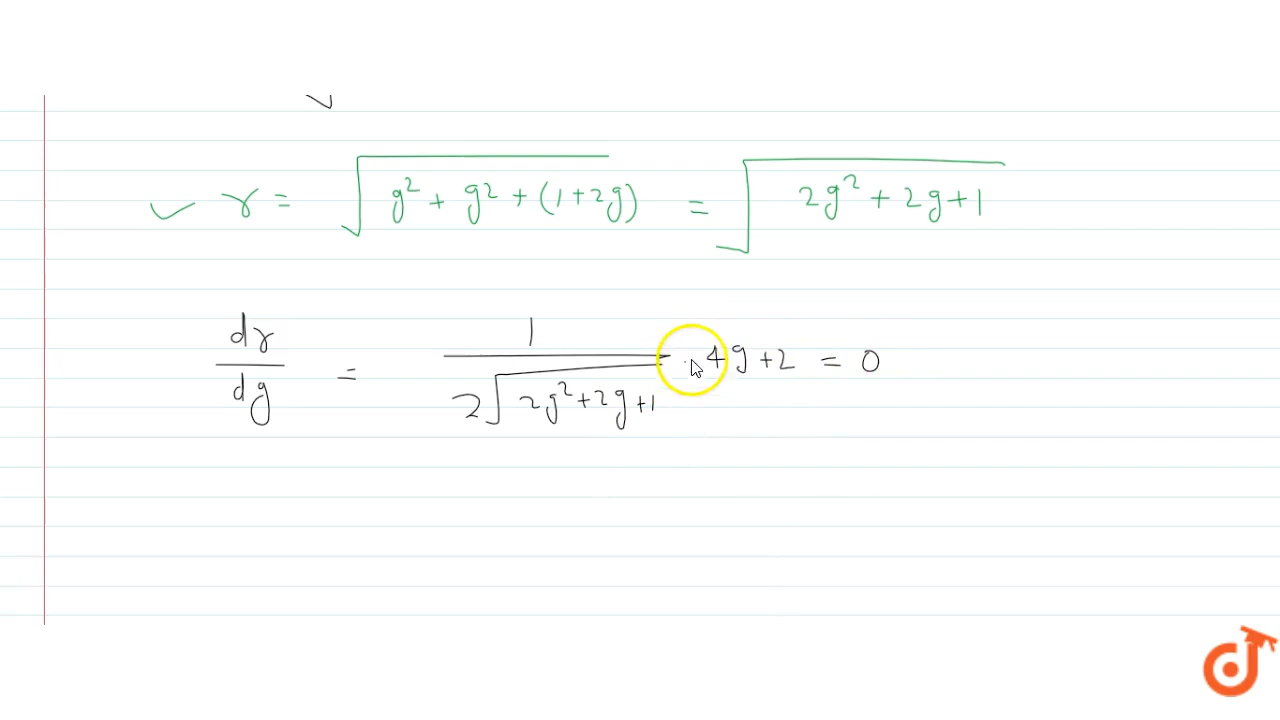 ✓ r = √(g² + g² + (1+2g)) = √(2g² + 2g + 1)
dr/dg = 1/(2√(2g²+2g+1)) · 4g + 2 = 0